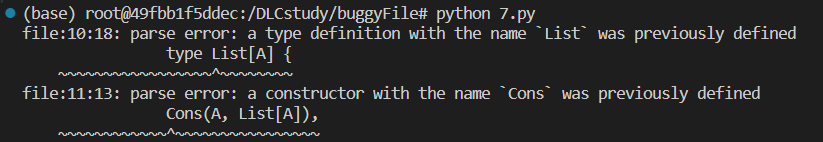 (base) root@49fbb1f5ddec:/DLCstudy/buggyFile# python 7.py
file:10:18: parse error: a type definition with the name `List` was previously defined
type List[A] {
~~~~~~~~~~~~~~~~~~^~~~~~~~~
file:11:13: parse error: a constructor with the name `Cons` was previously defined
Cons(A, List[A]),
~~~~~~~~~~~~~^~~~~~~~~~~~~~~~~